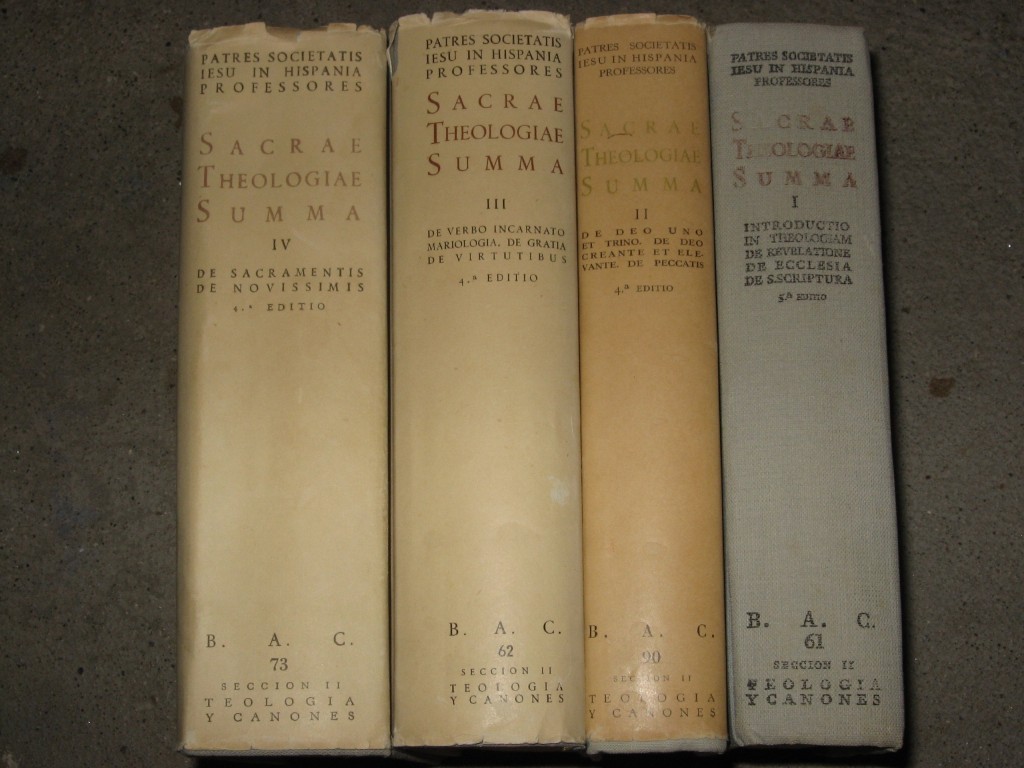 PATRES SOCIETATIS
IESU IN HISPANIA
PROFESSORES
SACRAE
THEOLOGIAE
SUMMA
IV
DE SACRAMENTIS
DE NOVISSIMIS
4.ª EDITIO
B. A. C.
73
SECCION II
TEOLOGIA
Y CANONES
PATRES SOCIETATIS
IESU IN HISPANIA
PROFESSORES
SACRAE
THEOLOGIAE
SUMMA
III
DE VERBO INCARNATO
MARIOLOGIA, DE GRATIA
DE VIRTUTIBUS
4.ª EDITIO
B. A. C.
62
SECCION II
TEOLOGIA
Y CANONES
PATRES SOCIETATIS
IESU IN HISPANIA
PROFESSORES
SACRAE
THEOLOGIAE
SUMMA
II
DE DEO UNO
ET TRINO. DE DEO
CREANTE ET ELE-
VANTE. DE PECCATIS
4.ª EDITIO
B. A. C.
90
SECCION II
TEOLOGIA
Y CANONES
PATRES SOCIETATIS
IESU IN HISPANIA
PROFESSORES
SACRAE
THEOLOGIAE
SUMMA
I
INTRODUCTIO
IN THEOLOGIAM
DE REVELATIONE
DE ECCLESIA
DE S.SCRIPTURA
5.ª EDITIO
B. A. C.
61
SECCION II
TEOLOGIA
Y CANONES